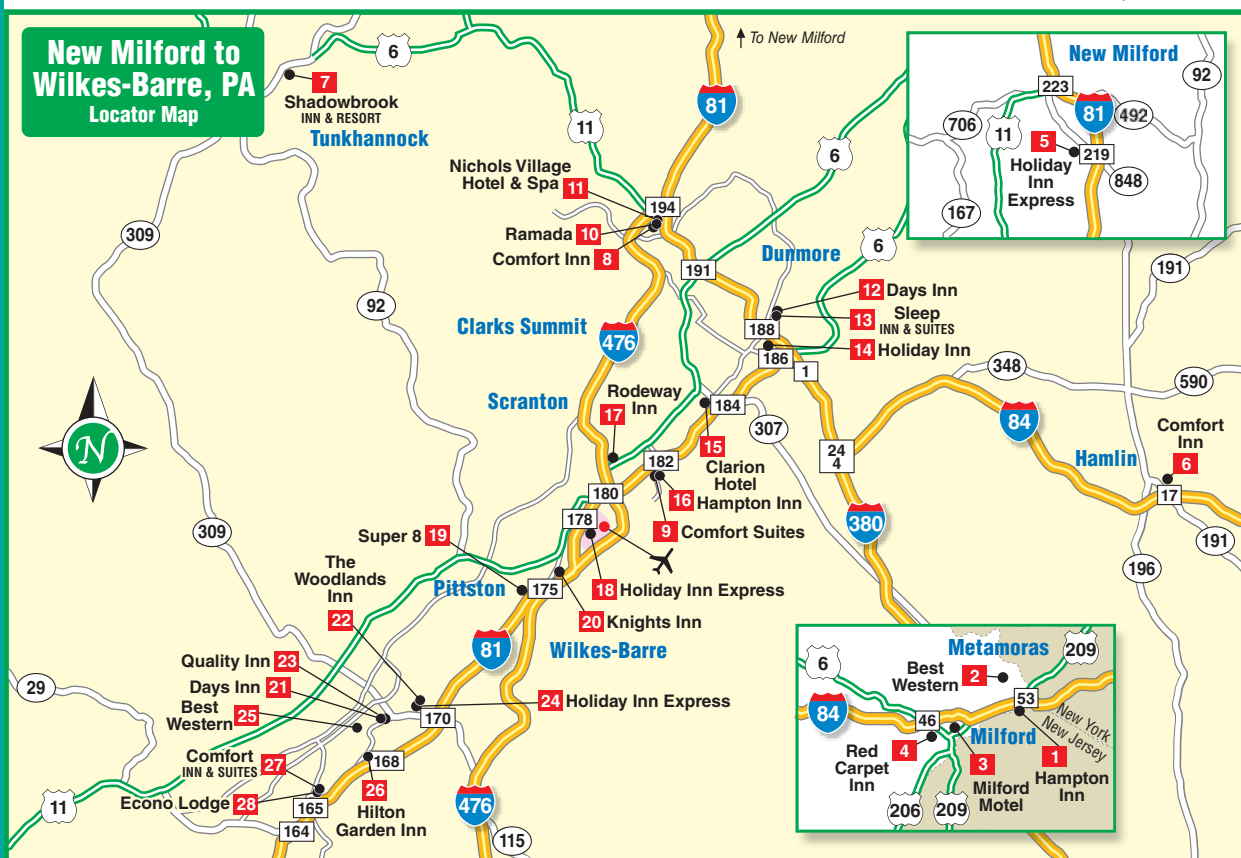 New Milford to
Wilkes-Barre, PA
Locator Map
6
To New Milford
81
7
Shadowbrook
INN & RESORT
Tunkhannock
11
6
Nichols Village
Hotel & Spa 11
194
Ramada 10
Comfort Inn 8
191
Dunmore
6
309
92
12 Days Inn
13 Sleep
INN & SUITES
188
14 Holiday Inn
186
1
Clarks Summit
476
Scranton
Rodeway
Inn
17
184
307
15
Clarion
Hotel
182
16 Hampton Inn
9 Comfort Suites
180
178
348
590
84
191
24
4
Hamlin
Comfort
Inn
6
17
191
196
380
N
309
Super 8 19
The
Woodlands
Inn
22
Pittston
175
18 Holiday Inn Express
20 Knights Inn
81
Wilkes-Barre
Quality Inn 23
Days Inn 21
Best
Western 25
24 Holiday Inn Express
170
29
Comfort
INN & SUITES 27
168
26
Hilton
Garden Inn
Econo Lodge 28
165
164
11
476
115
New Milford
92
223
81
492
706
11
5
Holiday
Inn
Express
219
848
167
Metamoras
209
6
Best
Western
2
84
53
46
New York
New Jersey
Milford
4
Red
Carpet
Inn
3
Milford
Motel
1
Hampton
Inn
206
209